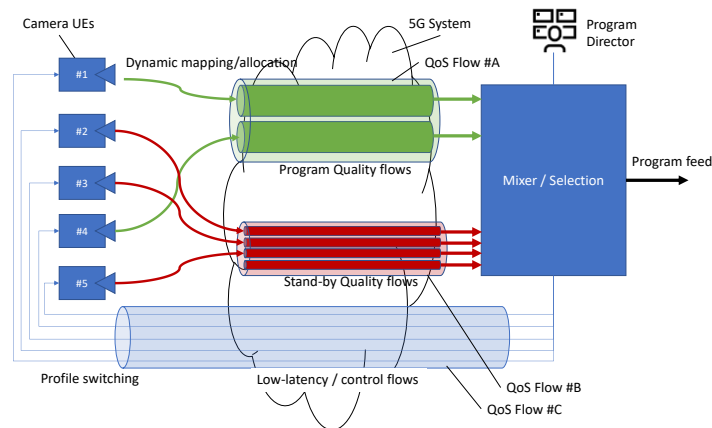 Camera UEs
5G System
Program
Director
Dynamic mapping/allocation
QoS Flow #A
#1
#2
#3
#4
#5
Program Quality flows
Mixer / Selection
Program feed
Stand-by Quality flows
Profile switching
Low-latency / control flows
QoS Flow #B
QoS Flow #C